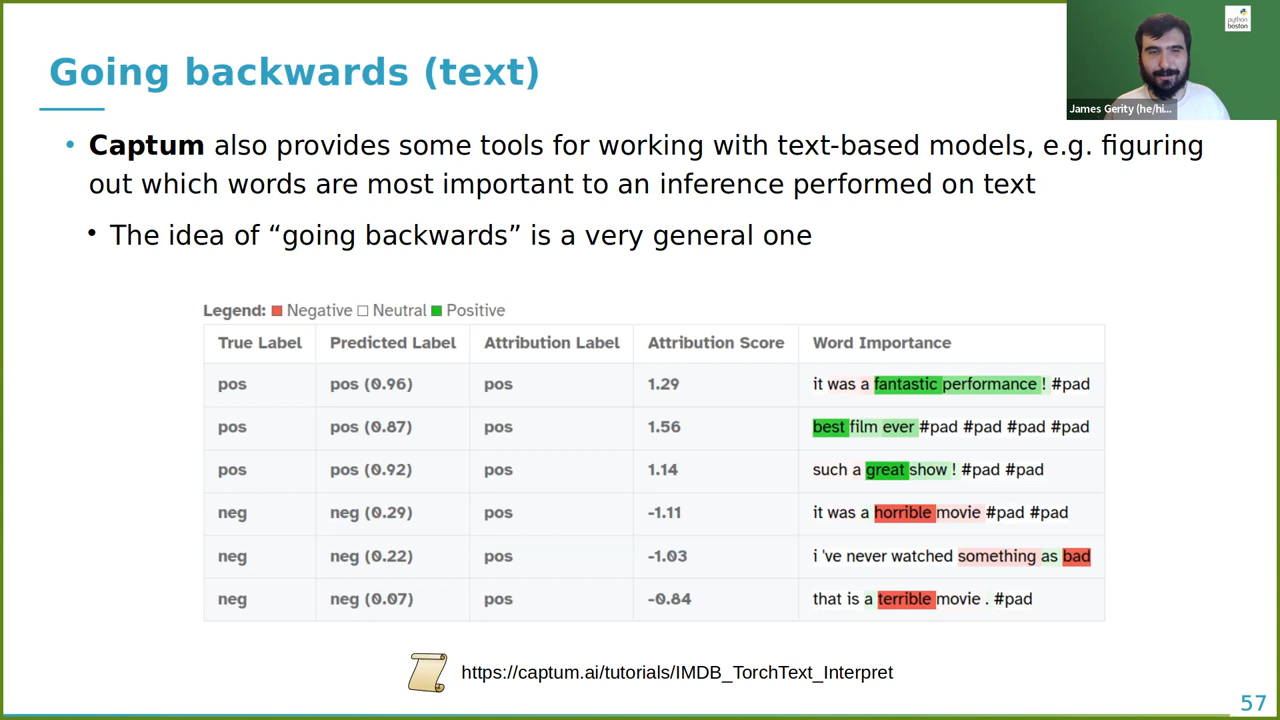 Going backwards (text)
python
boston
James Gerity (he/hi...
• Captum also provides some tools for working with text-based models, e.g. figuring
out which words are most important to an inference performed on text
• The idea of “going backwards” is a very general one
Legend: Negative Neutral Positive
True Label Predicted Label Attribution Label Attribution Score Word Importance
pos pos (0.96) pos 1.29 it was a fantastic performance ! #pad
pos pos (0.87) pos 1.56 best film ever #pad #pad #pad #pad
pos pos (0.92) pos 1.14 such a great show ! #pad #pad
neg neg (0.29) pos -1.11 it was a horrible movie #pad #pad
neg neg (0.22) pos -1.03 i 've never watched something as bad
neg neg (0.07) pos -0.84 that is a terrible movie . #pad
https://captum.ai/tutorials/IMDB_TorchText_Interpret
57